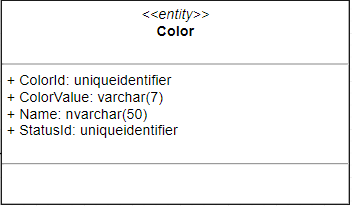 <<entity>>
Color
+ ColorId: uniqueidentifier
+ ColorValue: varchar(7)
+ Name: nvarchar(50)
+ StatusId: uniqueidentifier